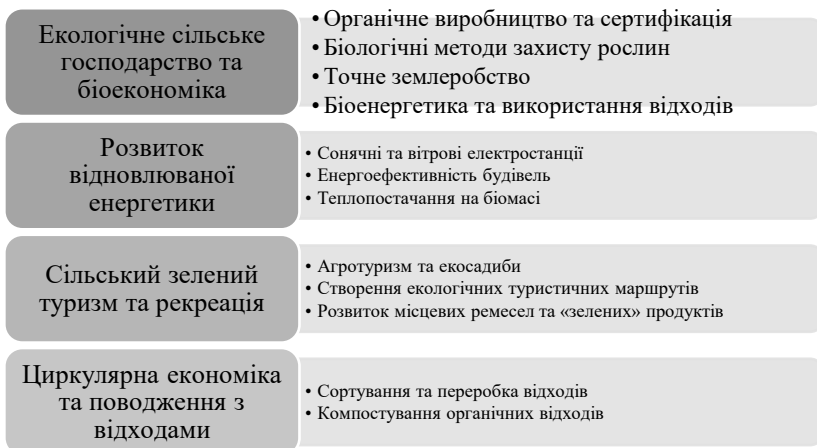 Екологічне сільське
господарство та
біоекономіка
• Органічне виробництво та сертифікація
• Біологічні методи захисту рослин
• Точне землеробство
• Біоенергетика та використання відходів
Розвиток
відновлюваної
енергетики
• Сонячні та вітрові електростанції
• Енергоефективність будівель
• Теплопостачання на біомасі
Сільський зелений
туризм та рекреація
• Агротуризм та екосадиби
• Створення екологічних туристичних маршрутів
• Розвиток місцевих ремесел та «зелених» продуктів
Циркулярна економіка
та поводження з
відходами
• Сортування та переробка відходів
• Компостування органічних відходів